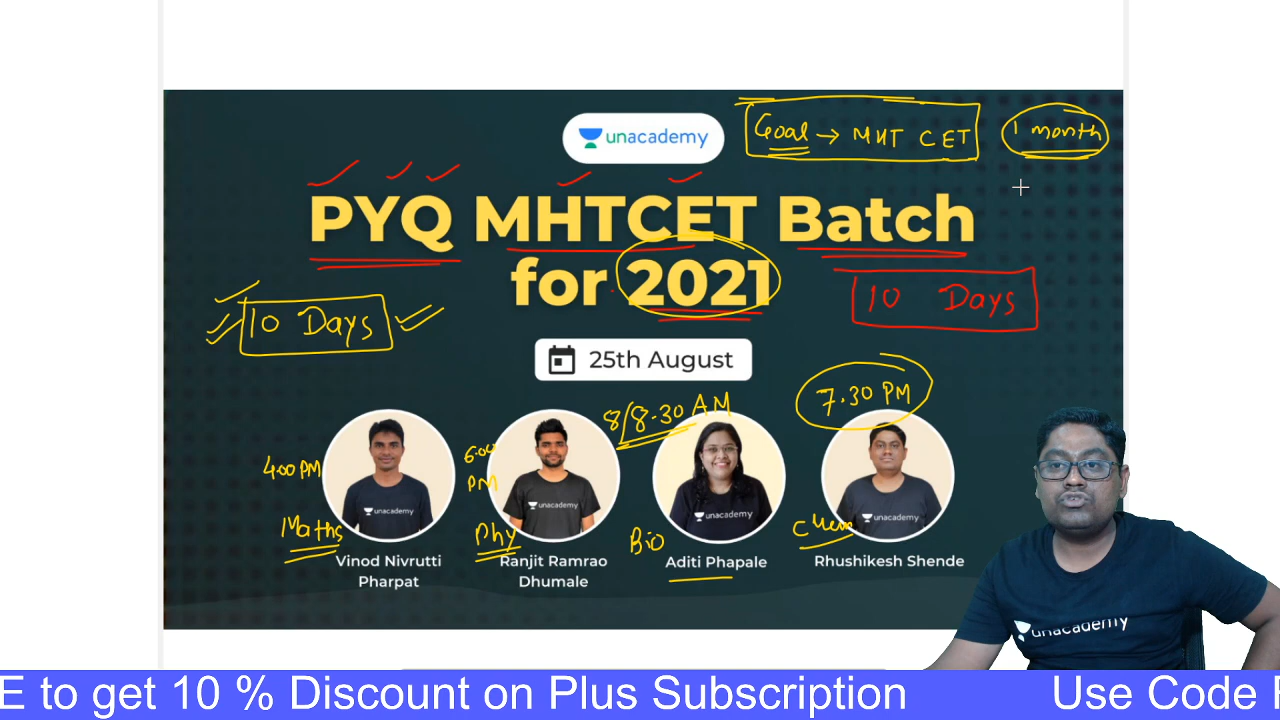 unacademy
Goal → MHT CET
1 month
PYQ MHTCET Batch
for 2021
10 Days
10 Days
25th August
7.30 PM
8/8.30 AM
4.00 PM
PM
unacademy
unacademy
unacademy
unacademy
Maths
Phy
Bio
Chem
Vinod Nivrutti
Pharpat
Ranjit Ramrao
Dhumale
Aditi Phapale
Rhushikesh Shende
unacademy
E to get 10 % Discount on Plus Subscription
Use Code